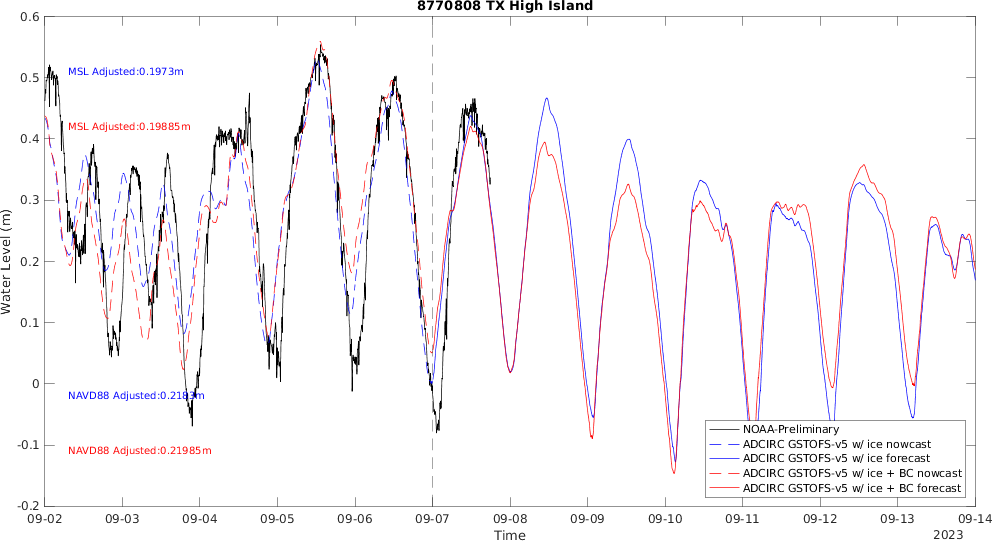 8770808 TX High Island
0.6
0.5
0.4
0.3
0.2
0.1
0
-0.1
-0.2
Water Level (m)
MSL Adjusted:0.1973m
MSL Adjusted:0.19885m
NAVD88 Adjusted:0.2183m
NAVD88 Adjusted:0.21985m
NOAA-Preliminary
ADCIRC GSTOFS-v5 w/ ice nowcast
ADCIRC GSTOFS-v5 w/ ice forecast
ADCIRC GSTOFS-v5 w/ ice + BC nowcast
ADCIRC GSTOFS-v5 w/ ice + BC forecast
09-02 09-03 09-04 09-05 09-06 09-07 09-08 09-09 09-10 09-11 09-12 09-13 09-14
Time
2023